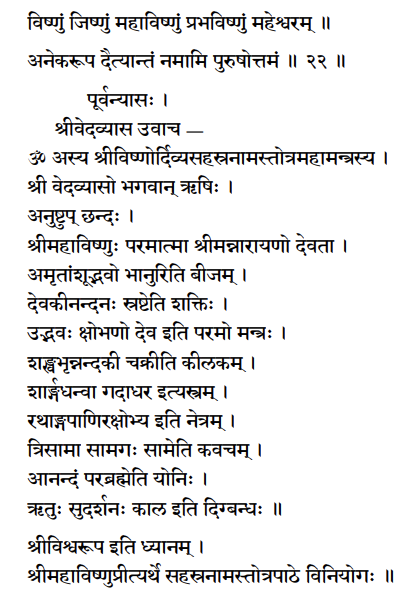 विष्णुं जिष्णुं महाविष्णुं प्रभविष्णुं महेश्वरम् ॥
अनेकरूप दैत्यान्तं नमामि पुरुषोत्तमं ॥ २२ ॥
पूर्वन्यासः ।
श्रीवेदव्यास उवाच —
ॐ अस्य श्रीविष्णोर्दिव्यसहस्रनामस्तोत्रमहामन्त्रस्य ।
श्री वेदव्यासो भगवान् ऋषिः ।
अनुष्टुप् छन्दः ।
श्रीमहाविष्णुः परमात्मा श्रीमन्नारायणो देवता ।
अमृतांशूद्भवो भानुरिति बीजम् ।
देवकीनन्दनः स्रष्टेति शक्तिः ।
उद्भवः क्षोभणो देव इति परमो मन्त्रः ।
शङ्खभृन्नन्दकी चक्रीति कीलकम् ।
शार्ङ्गधन्वा गदाधर इत्यस्त्रम् ।
रथाङ्गपाणिरक्षोभ्य इति नेत्रम् ।
त्रिसामा सामगः सामेति कवचम् ।
आनन्दं परब्रह्मेति योनिः ।
ऋतुः सुदर्शनः काल इति दिग्बन्धः ॥
श्रीविश्वरूप इति ध्यानम् ।
श्रीमहाविष्णुप्रीत्यर्थे सहस्रनामस्तोत्रपाठे विनियोगः ॥